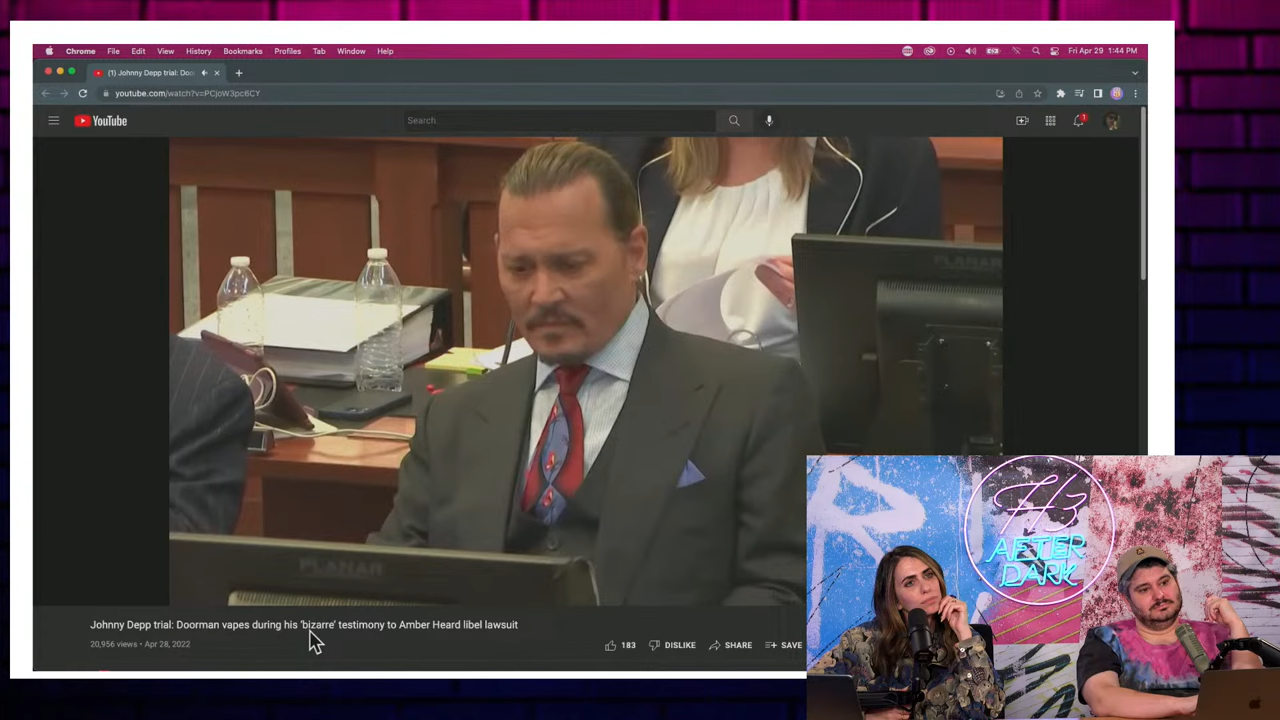 Chrome File Edit View History Bookmarks Profiles Tab Window Help
Fri Apr 29 1:44 PM
(1) Johnny Depp trial: Doo
youtube.com/watch?v=PCjoW3pc6CY
YouTube
Search
1
PLANAR
PLANAR
Johnny Depp trial: Doorman vapes during his ‘bizarre’ testimony to Amber Heard libel lawsuit
20,956 views • Apr 28, 2022
183 DISLIKE SHARE SAVE
H3
AFTER
DARK